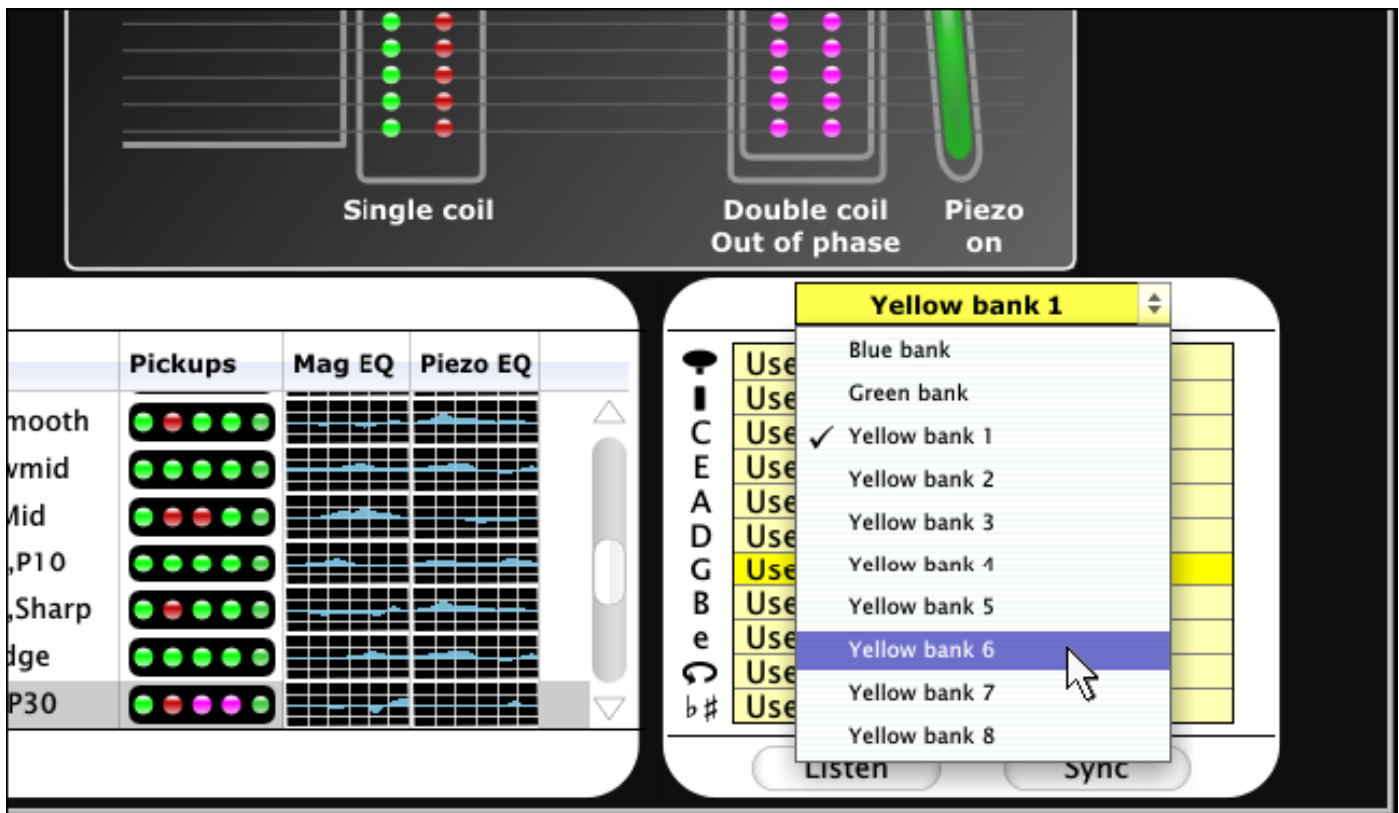 Single coil
Double coil
Out of phase
Piezo
on
Pickups
Mag EQ
Piezo EQ
mooth
wmid
Mid
,P10
,Sharp
dge
P30
Yellow bank 1
Blue bank
Green bank
✓ Yellow bank 1
Yellow bank 2
Yellow bank 3
Yellow bank 4
Yellow bank 5
Yellow bank 6
Yellow bank 7
Yellow bank 8
Use
Use
C Use
E Use
A Use
D Use
G Use
B Use
e Use
Use
♭♯ Use
Listen
Sync